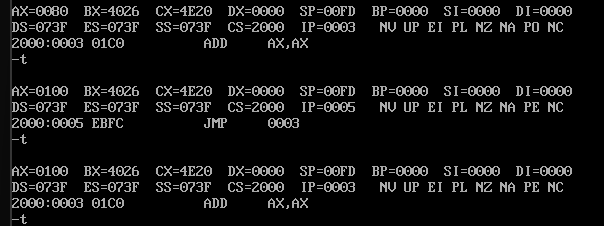 AX=0080  BX=4026  CX=4E20  DX=0000  SP=00FD  BP=0000  SI=0000  DI=0000
DS=073F  ES=073F  SS=073F  CS=2000  IP=0003   NV UP EI PL NZ NA PO NC
2000:0003 01C0          ADD     AX,AX
-t
AX=0100  BX=4026  CX=4E20  DX=0000  SP=00FD  BP=0000  SI=0000  DI=0000
DS=073F  ES=073F  SS=073F  CS=2000  IP=0005   NV UP EI PL NZ NA PE NC
2000:0005 EBFC          JMP     0003
-t
AX=0100  BX=4026  CX=4E20  DX=0000  SP=00FD  BP=0000  SI=0000  DI=0000
DS=073F  ES=073F  SS=073F  CS=2000  IP=0003   NV UP EI PL NZ NA PE NC
2000:0003 01C0          ADD     AX,AX
-t